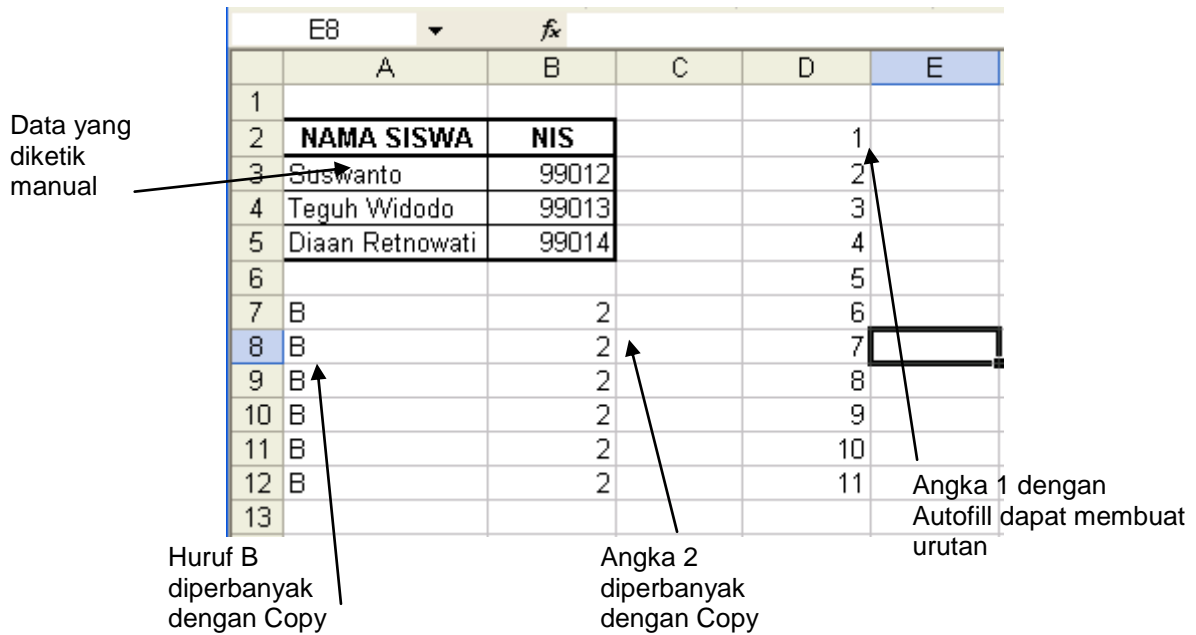 E8 fx
A B C D E
1
2 NAMA SISWA NIS 1
3 Suswanto 99012 2
4 Teguh Widodo 99013 3
5 Diaan Retnowati 99014 4
6 5
7 B 2 6
8 B 2 7
9 B 2 8
10 B 2 9
11 B 2 10
12 B 2 11
13
Data yang
diketik
manual
Huruf B
diperbanyak
dengan Copy
Angka 2
diperbanyak
dengan Copy
Angka 1 dengan
Autofill dapat membuat
urutan